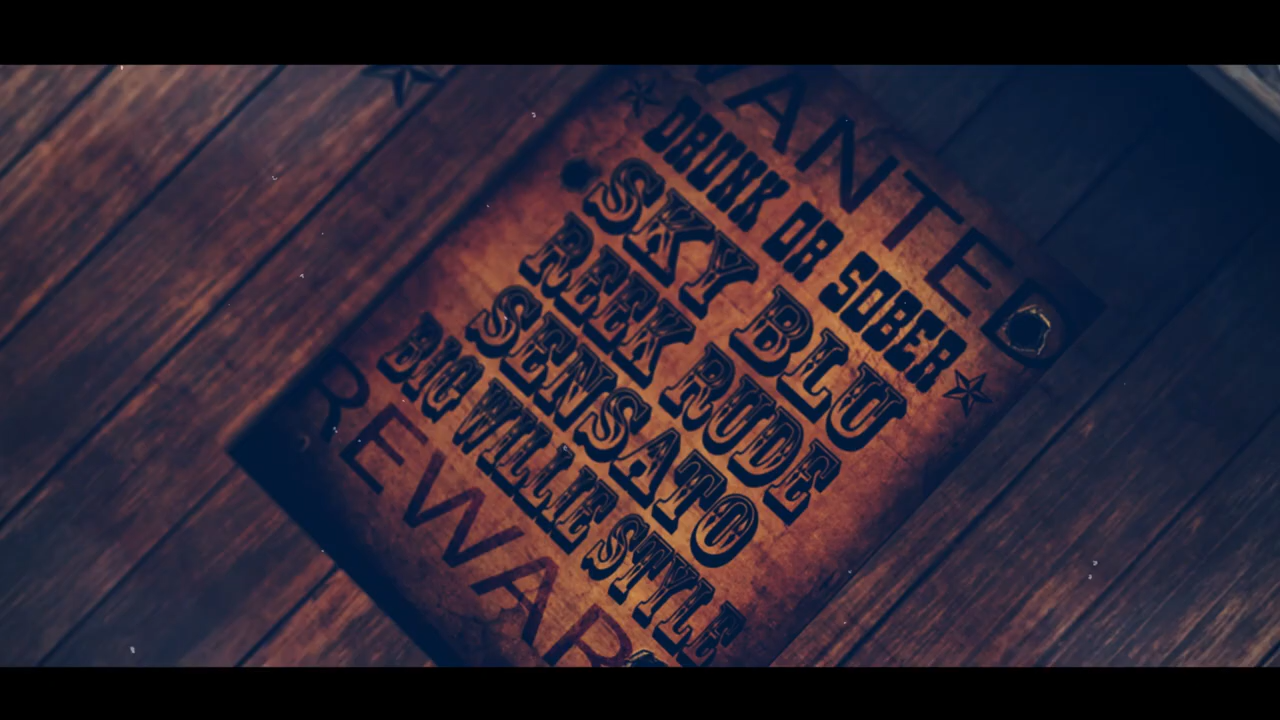 WANTED
DRUNK OR SOBER
SKY BLU
REEK RUDE
SENSATO
BIG WILLIE STYLE
REWARD